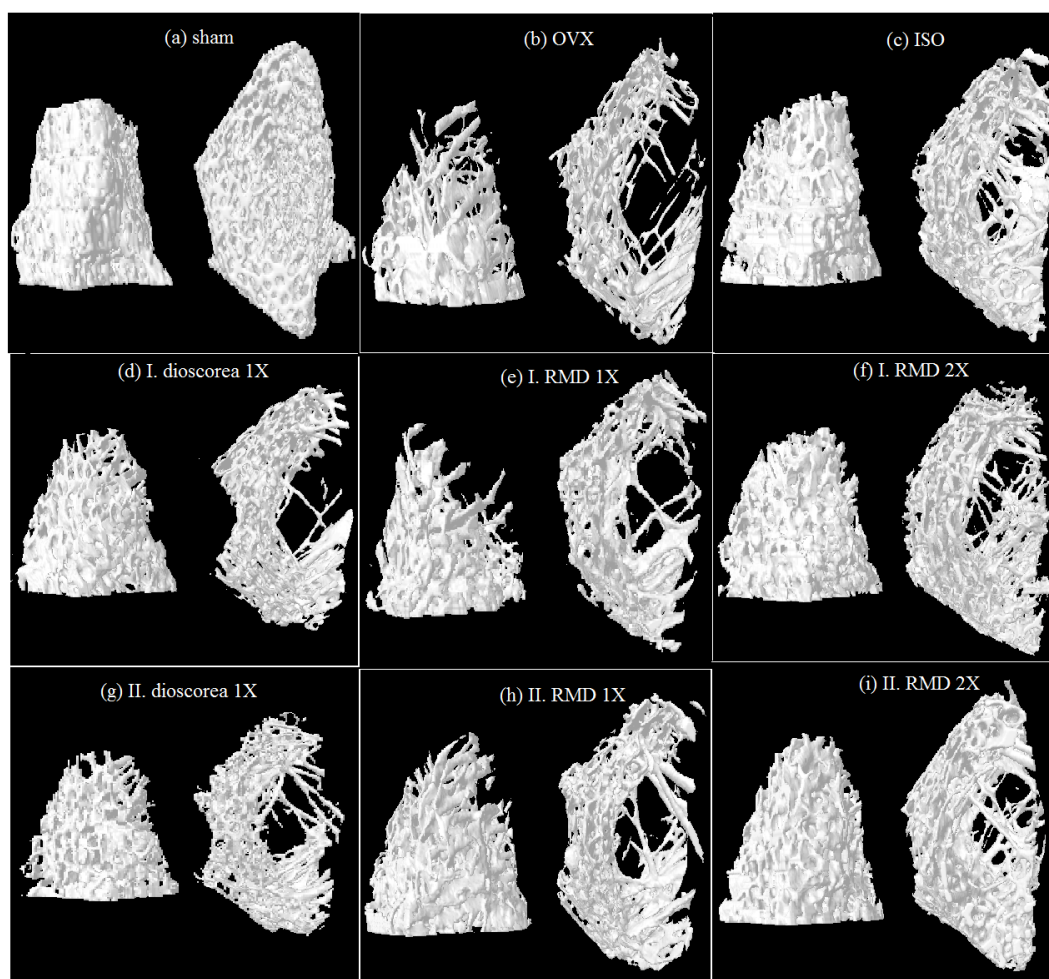 (a) sham
(b) OVX
(c) ISO
(d) I. dioscorea 1X
(e) I. RMD 1X
(f) I. RMD 2X
(g) II. dioscorea 1X
(h) II. RMD 1X
(i) II. RMD 2X